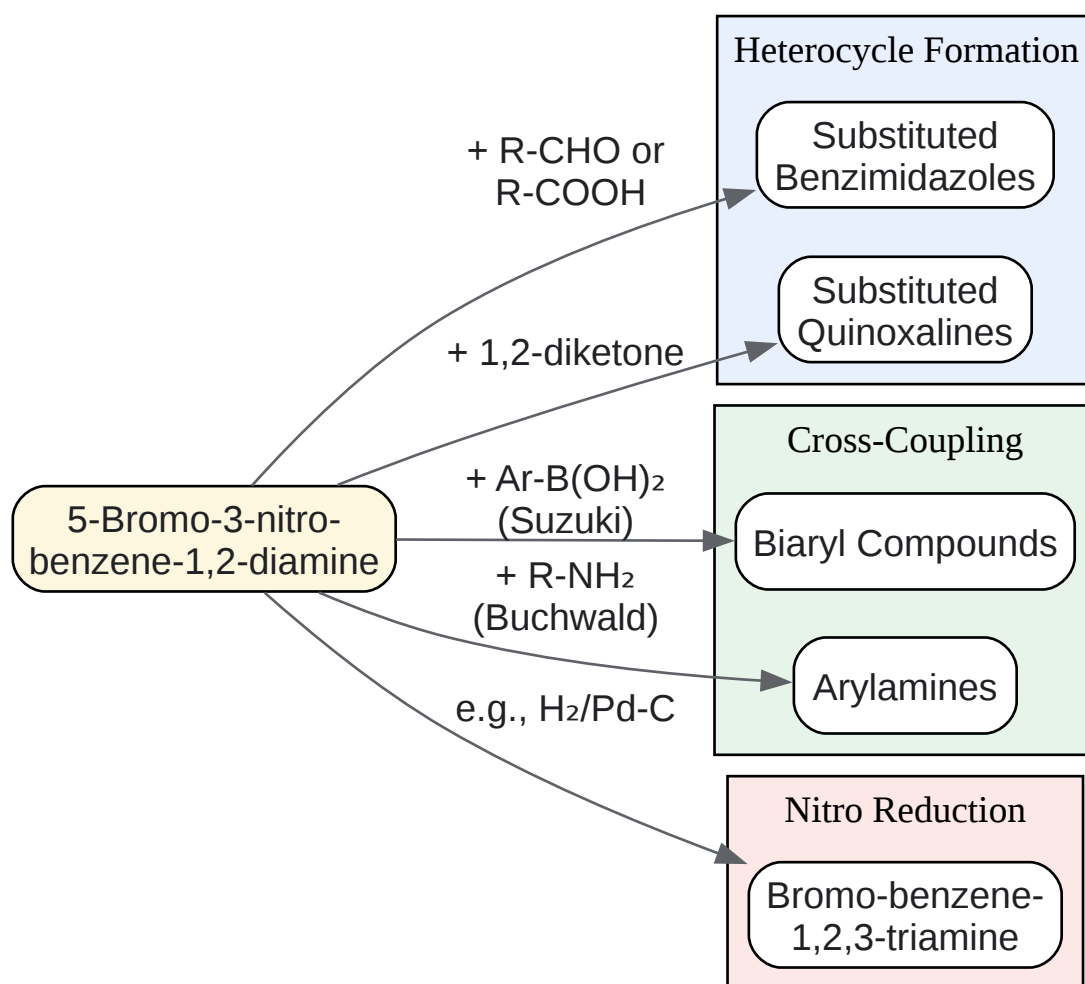 Heterocycle Formation
+ R-CHO or
R-COOH
Substituted
Benzimidazoles
+ 1,2-diketone
Substituted
Quinoxalines
Cross-Coupling
5-Bromo-3-nitro-
benzene-1,2-diamine
+ Ar-B(OH)₂
(Suzuki)
Biaryl Compounds
+ R-NH₂
(Buchwald)
Arylamines
e.g., H₂/Pd-C
Nitro Reduction
Bromo-benzene-
1,2,3-triamine